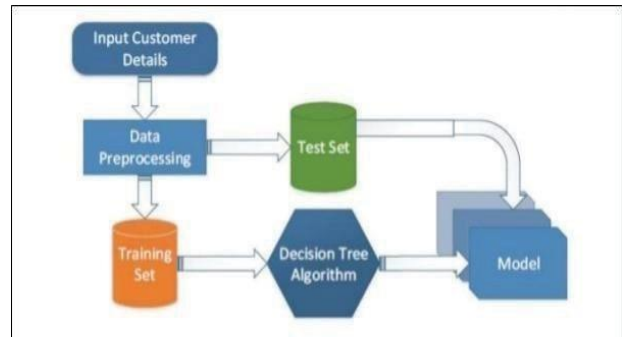 Input Customer
Details
Data
Preprocessing
Test Set
Training
Set
Decision Tree
Algorithm
Model